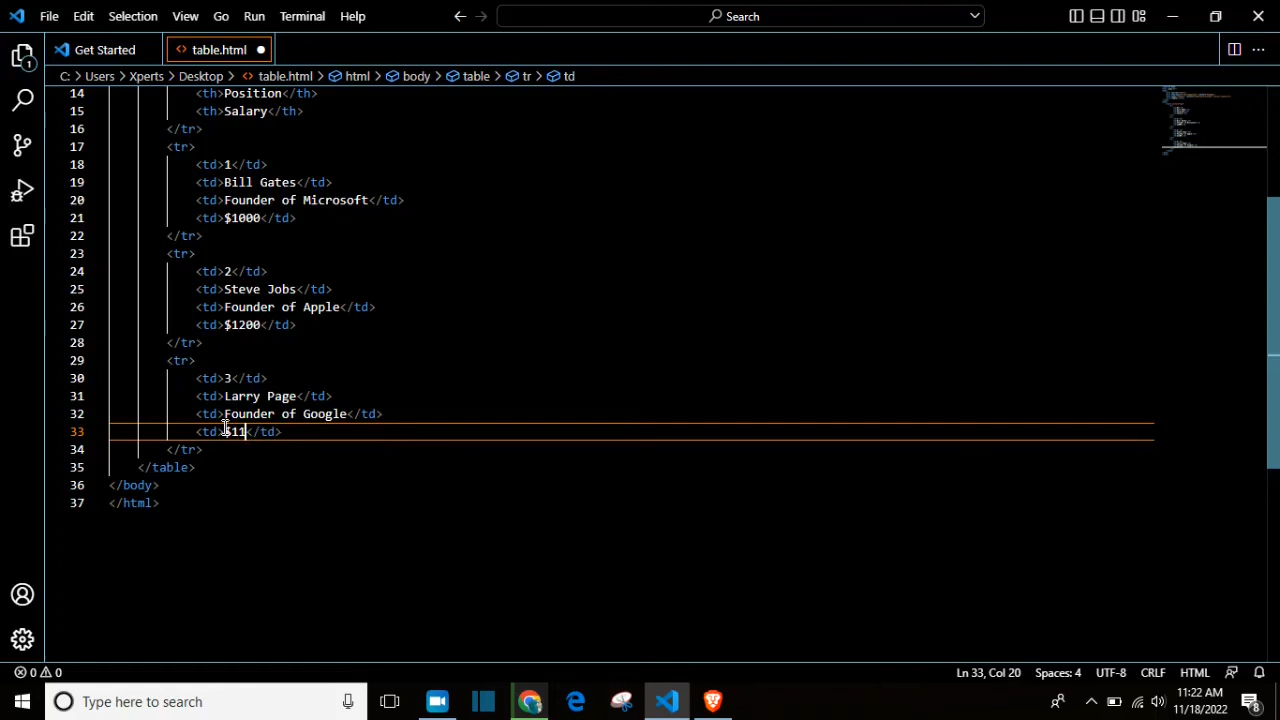 File Edit Selection View Go Run Terminal Help Search
Get Started table.html
C: > Users > Xperts > Desktop > table.html > html > body > table > tr > td
14 <th>Position</th>
15 <th>Salary</th>
16 </tr>
17 <tr>
18 <td>1</td>
19 <td>Bill Gates</td>
20 <td>Founder of Microsoft</td>
21 <td>$1000</td>
22 </tr>
23 <tr>
24 <td>2</td>
25 <td>Steve Jobs</td>
26 <td>Founder of Apple</td>
27 <td>$1200</td>
28 </tr>
29 <tr>
30 <td>3</td>
31 <td>Larry Page</td>
32 <td>Founder of Google</td>
33 <td>$11</td>
34 </tr>
35 </table>
36 </body>
37 </html>
1
0 0 Ln 33, Col 20 Spaces: 4 UTF-8 CRLF HTML
Type here to search 11:22 AM
11/18/2022 8